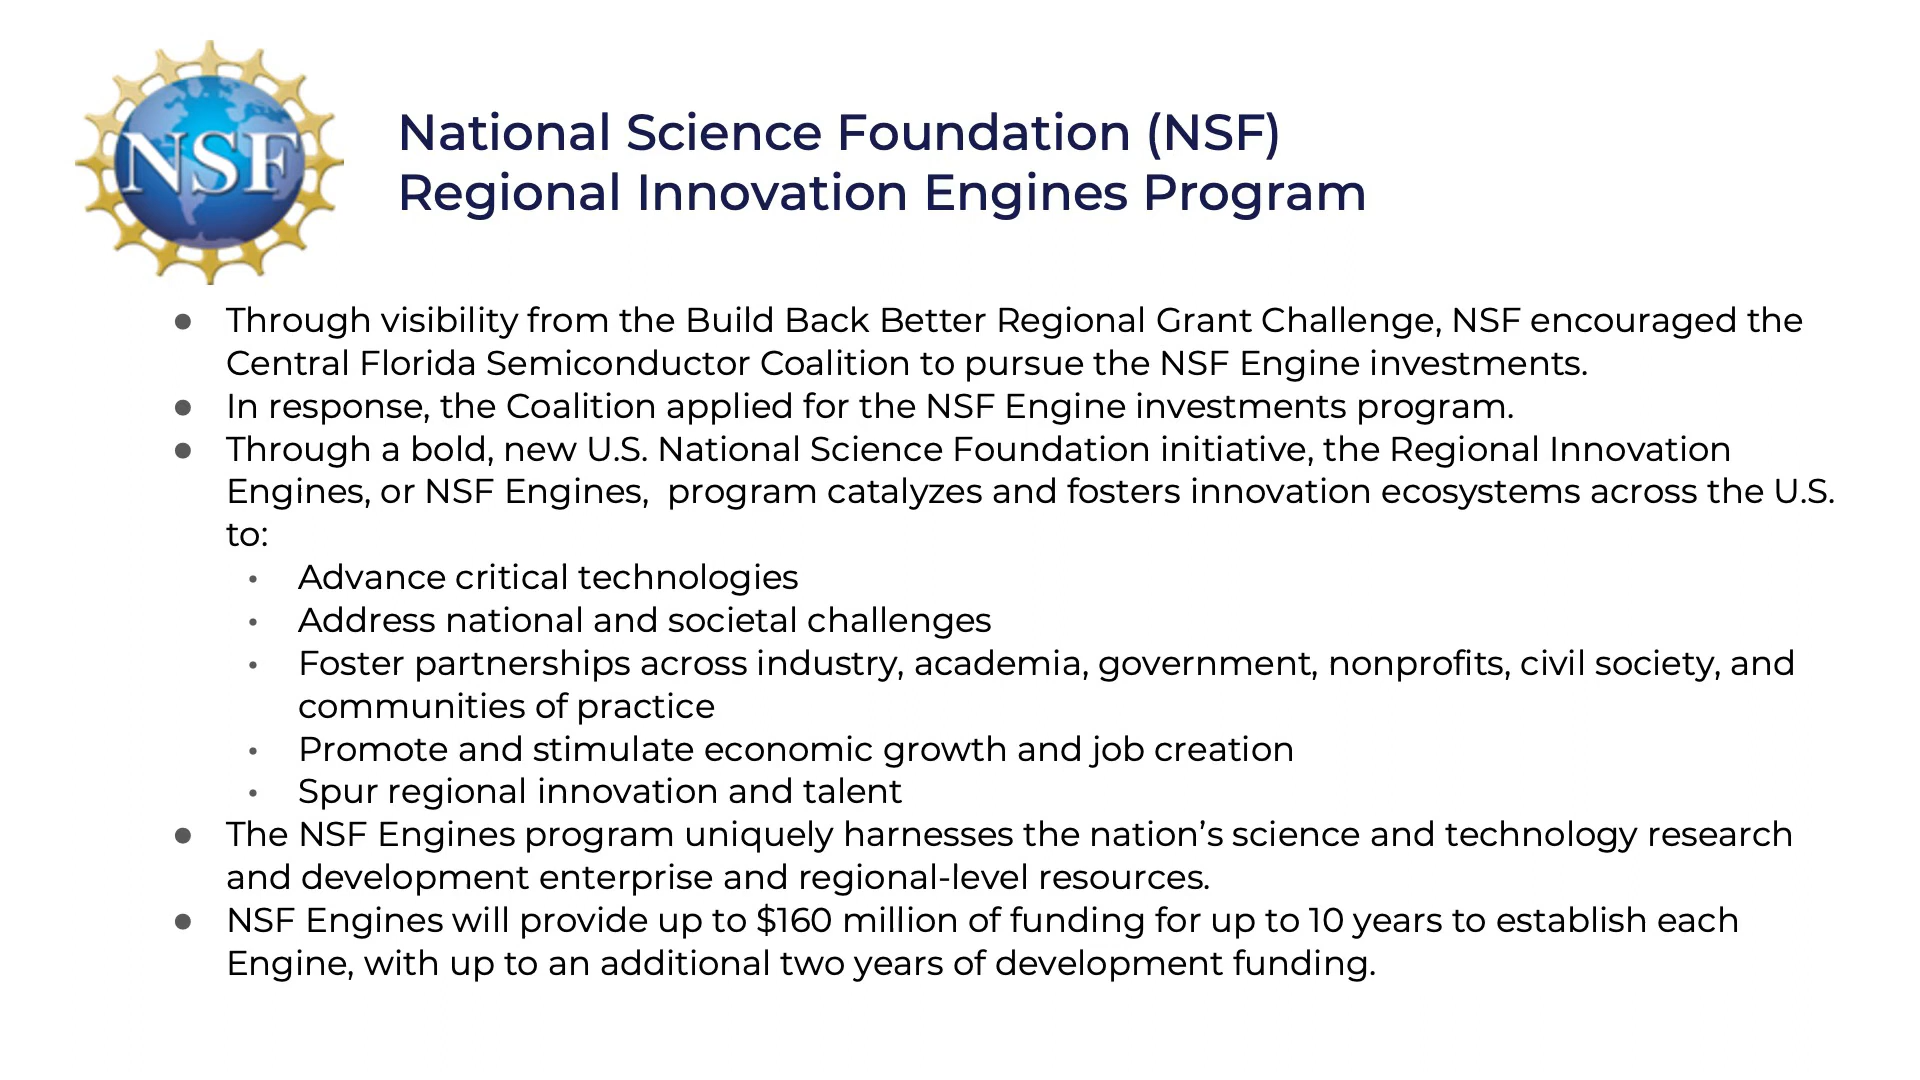 NSF
National Science Foundation (NSF)
Regional Innovation Engines Program
● Through visibility from the Build Back Better Regional Grant Challenge, NSF encouraged the
Central Florida Semiconductor Coalition to pursue the NSF Engine investments.
● In response, the Coalition applied for the NSF Engine investments program.
● Through a bold, new U.S. National Science Foundation initiative, the Regional Innovation
Engines, or NSF Engines,  program catalyzes and fosters innovation ecosystems across the U.S.
to:
• Advance critical technologies
• Address national and societal challenges
• Foster partnerships across industry, academia, government, nonprofits, civil society, and
communities of practice
• Promote and stimulate economic growth and job creation
• Spur regional innovation and talent
● The NSF Engines program uniquely harnesses the nation’s science and technology research
and development enterprise and regional-level resources.
● NSF Engines will provide up to $160 million of funding for up to 10 years to establish each
Engine, with up to an additional two years of development funding.